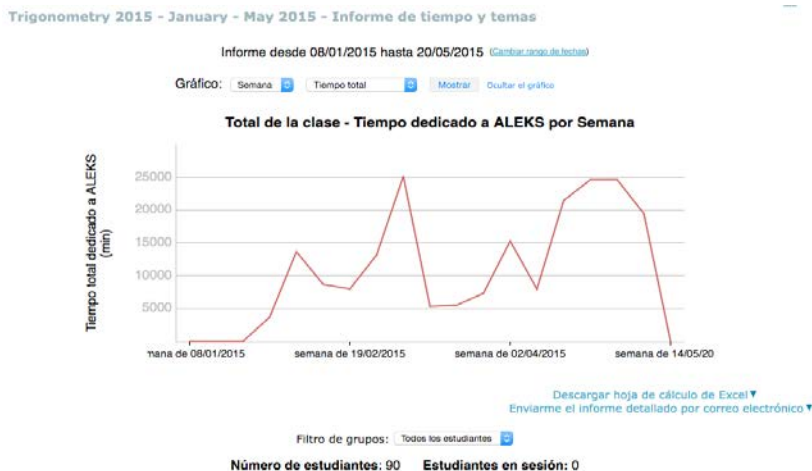 Trigonometry 2015 - January - May 2015 - Informe de tiempo y temas
Informe desde 08/01/2015 hasta 20/05/2015 (Cambiar rango de fechas)
Gráfico: Semana Tiempo total Mostrar Ocultar el gráfico
Total de la clase - Tiempo dedicado a ALEKS por Semana
Tiempo total dedicado a ALEKS
(min)
25000
20000
15000
10000
5000
mana de 08/01/2015 semana de 19/02/2015 semana de 02/04/2015 semana de 14/05/20
Descargar hoja de cálculo de Excel▼
Enviarme el informe detallado por correo electrónico▼
Filtro de grupos: Todos los estudiantes
Número de estudiantes: 90 Estudiantes en sesión: 0